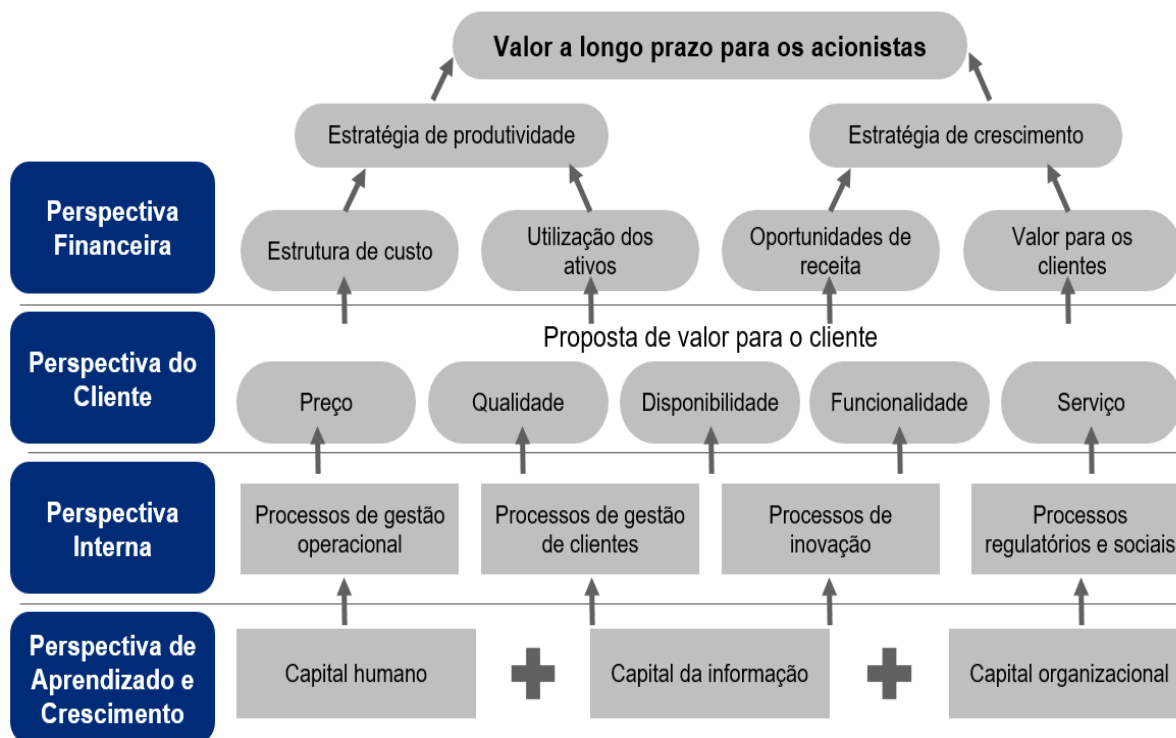 Valor a longo prazo para os acionistas
Estratégia de produtividade
Estratégia de crescimento
Perspectiva
Financeira
Estrutura de custo
Utilização dos
ativos
Oportunidades de
receita
Valor para os
clientes
Perspectiva do
Cliente
Proposta de valor para o cliente
Preço
Qualidade
Disponibilidade
Funcionalidade
Serviço
Perspectiva
Interna
Processos de gestão
operacional
Processos de gestão
de clientes
Processos de
inovação
Processos
regulatórios e sociais
Perspectiva de
Aprendizado e
Crescimento
Capital humano
Capital da informação
Capital organizacional